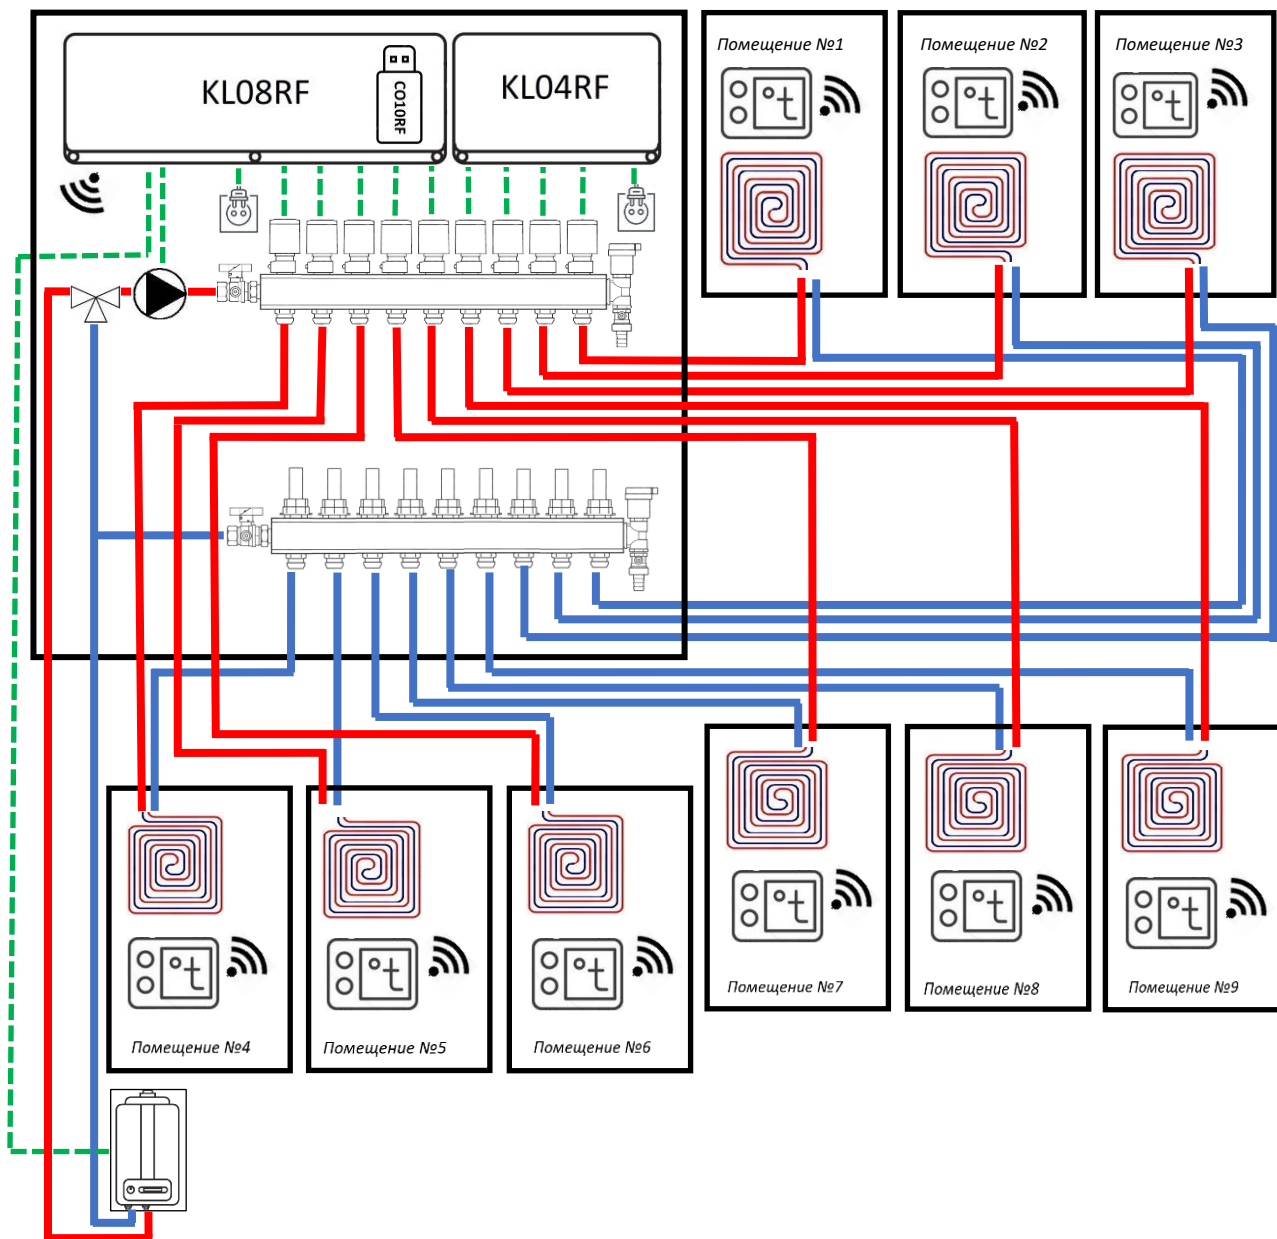 KL08RF
CO10RF
KL04RF
Помещение №1
Помещение №2
Помещение №3
°t
°t
°t
°t
°t
°t
°t
°t
°t
Помещение №7
Помещение №8
Помещение №9
Помещение №4
Помещение №5
Помещение №6